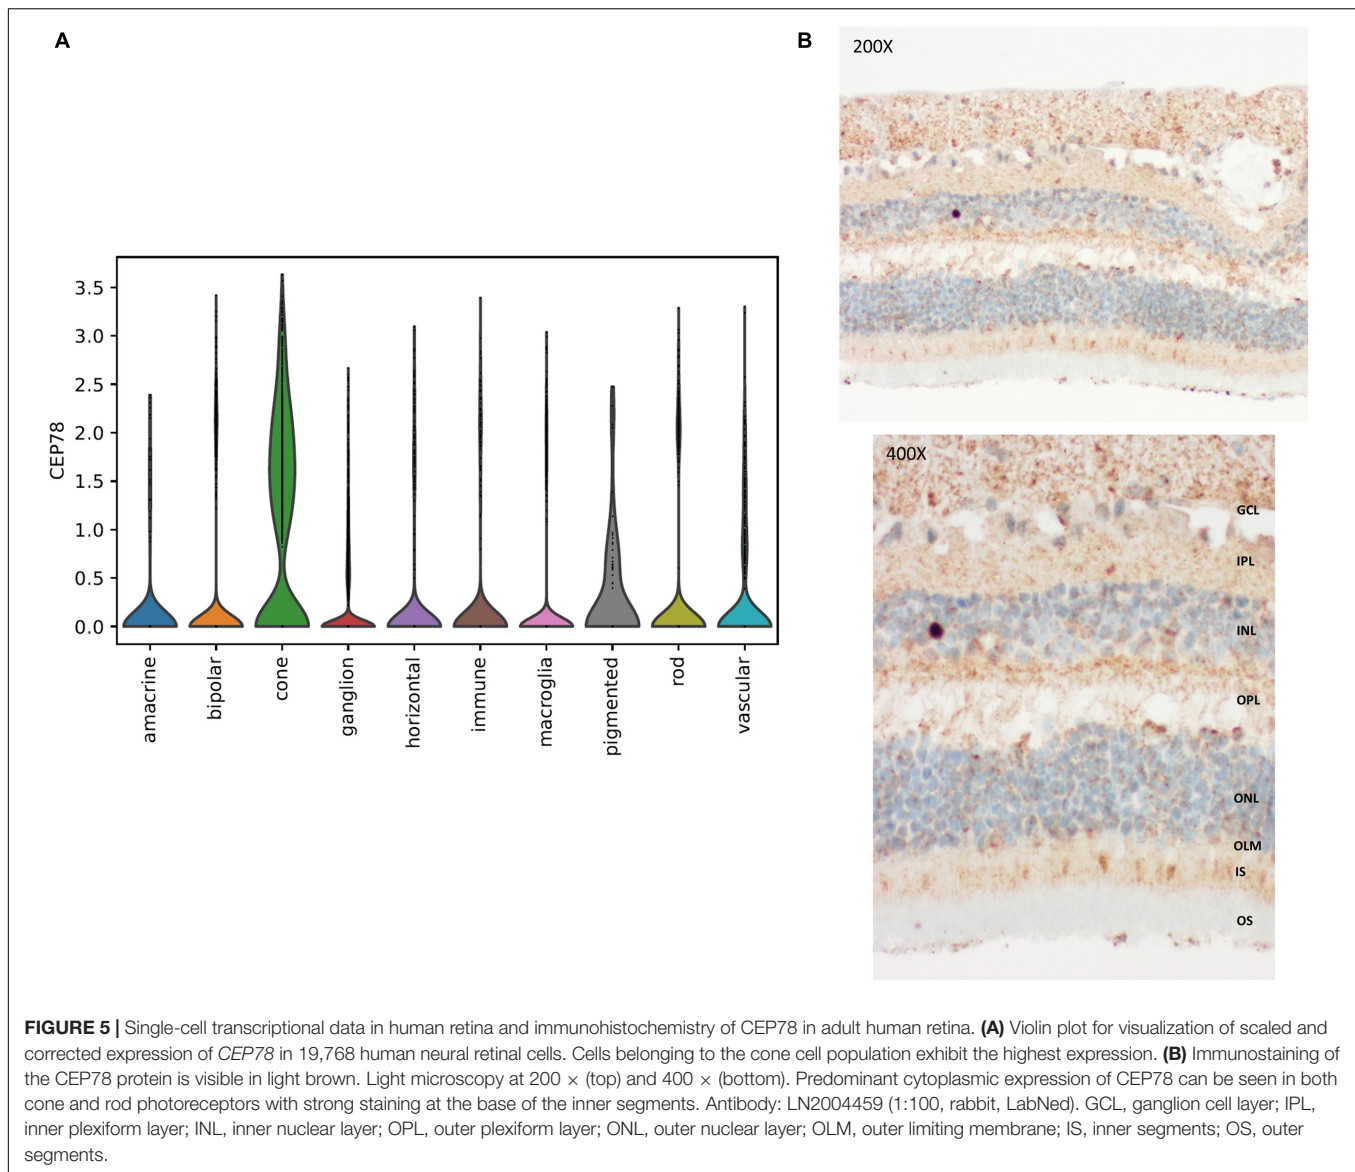 A
B
200X
3.5
3.0
2.5
2.0
1.5
1.0
0.5
0.0
CEP78
amacrine
bipolar
cone
ganglion
horizontal
immune
macroglia
pigmented
rod
vascular
400X
GCL
IPL
INL
OPL
ONL
OLM
IS
OS
FIGURE 5 | Single-cell transcriptional data in human retina and immunohistochemistry of CEP78 in adult human retina. (A) Violin plot for visualization of scaled and
corrected expression of CEP78 in 19,768 human neural retinal cells. Cells belonging to the cone cell population exhibit the highest expression. (B) Immunostaining of
the CEP78 protein is visible in light brown. Light microscopy at 200 × (top) and 400 × (bottom). Predominant cytoplasmic expression of CEP78 can be seen in both
cone and rod photoreceptors with strong staining at the base of the inner segments. Antibody: LN2004459 (1:100, rabbit, LabNed). GCL, ganglion cell layer; IPL,
inner plexiform layer; INL, inner nuclear layer; OPL, outer plexiform layer; ONL, outer nuclear layer; OLM, outer limiting membrane; IS, inner segments; OS, outer
segments.